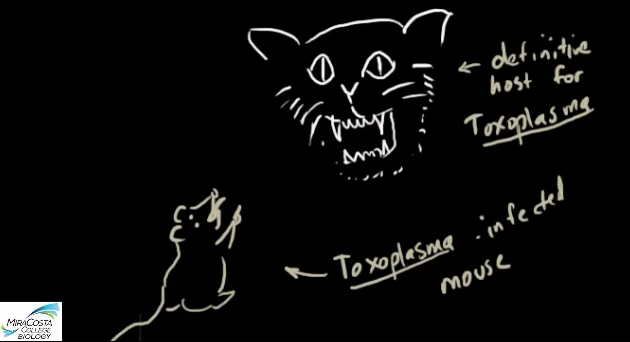 ← definitive
host for
Toxoplasma
← Toxoplasma-infected
mouse
MIRACOSTA
COLLEGE
BIOLOGY